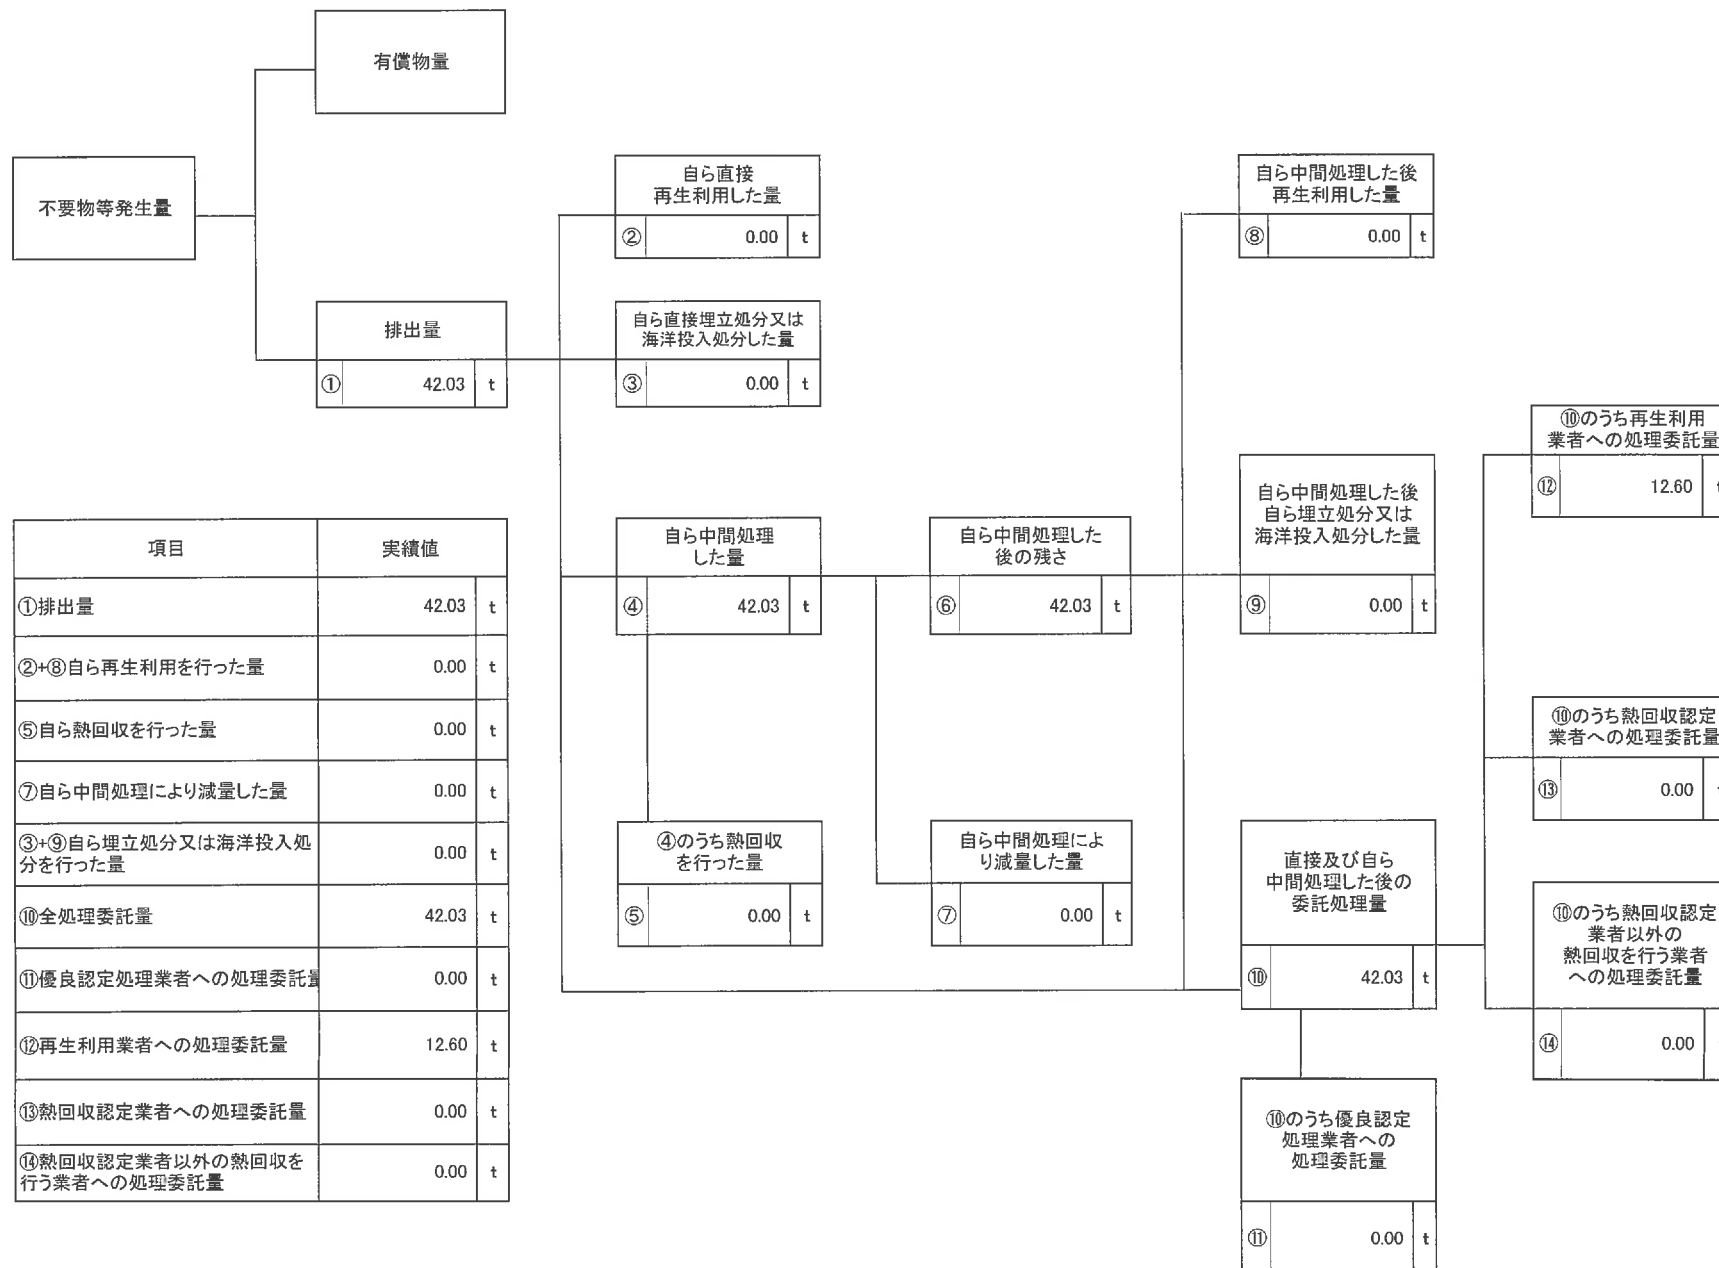 有償物量
不要物等発生量
排出量
① 42.03 t
自ら直接
再生利用した量
② 0.00 t
自ら直接埋立処分又は
海洋投入処分した量
③ 0.00 t
自ら中間処理
した量
④ 42.03 t
④のうち熱回収
を行った量
⑤ 0.00 t
自ら中間処理した
後の残さ
⑥ 42.03 t
自ら中間処理によ
り減量した量
⑦ 0.00 t
自ら中間処理した後
再生利用した量
⑧ 0.00 t
自ら中間処理した後
自ら埋立処分又は
海洋投入処分した量
⑨ 0.00 t
直接及び自ら
中間処理した後の
委託処理量
⑩ 42.03 t
⑩のうち優良認定
処理業者への
処理委託量
⑪ 0.00 t
⑩のうち再生利用
業者への処理委託量
⑫ 12.60
⑩のうち熱回収認定
業者への処理委託量
⑬ 0.00
⑩のうち熱回収認定
業者以外の
熱回収を行う業者
への処理委託量
⑭ 0.00
項目 実績値
①排出量 42.03 t
②+⑧自ら再生利用を行った量 0.00 t
⑤自ら熱回収を行った量 0.00 t
⑦自ら中間処理により減量した量 0.00 t
③+⑨自ら埋立処分又は海洋投入処
分を行った量 0.00 t
⑩全処理委託量 42.03 t
⑪優良認定処理業者への処理委託量 0.00 t
⑫再生利用業者への処理委託量 12.60 t
⑬熱回収認定業者への処理委託量 0.00 t
⑭熱回収認定業者以外の熱回収を
行う業者への処理委託量 0.00 t